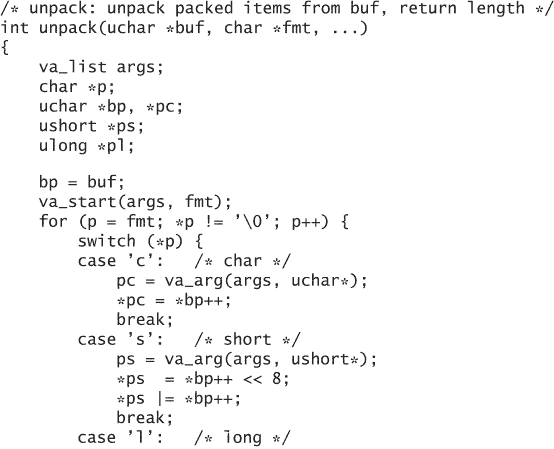 /* unpack: unpack packed items from buf, return length */
int unpack(uchar *buf, char *fmt, ...)
{
    va_list args;
    char *p;
    uchar *bp, *pc;
    ushort *ps;
    ulong *pl;

    bp = buf;
    va_start(args, fmt);
    for (p = fmt; *p != '\0'; p++) {
        switch (*p) {
        case 'c':   /* char */
            pc = va_arg(args, uchar*);
            *pc = *bp++;
            break;
        case 's':   /* short */
            ps = va_arg(args, ushort*);
            *ps  = *bp++ << 8;
            *ps |= *bp++;
            break;
        case 'l':   /* long */